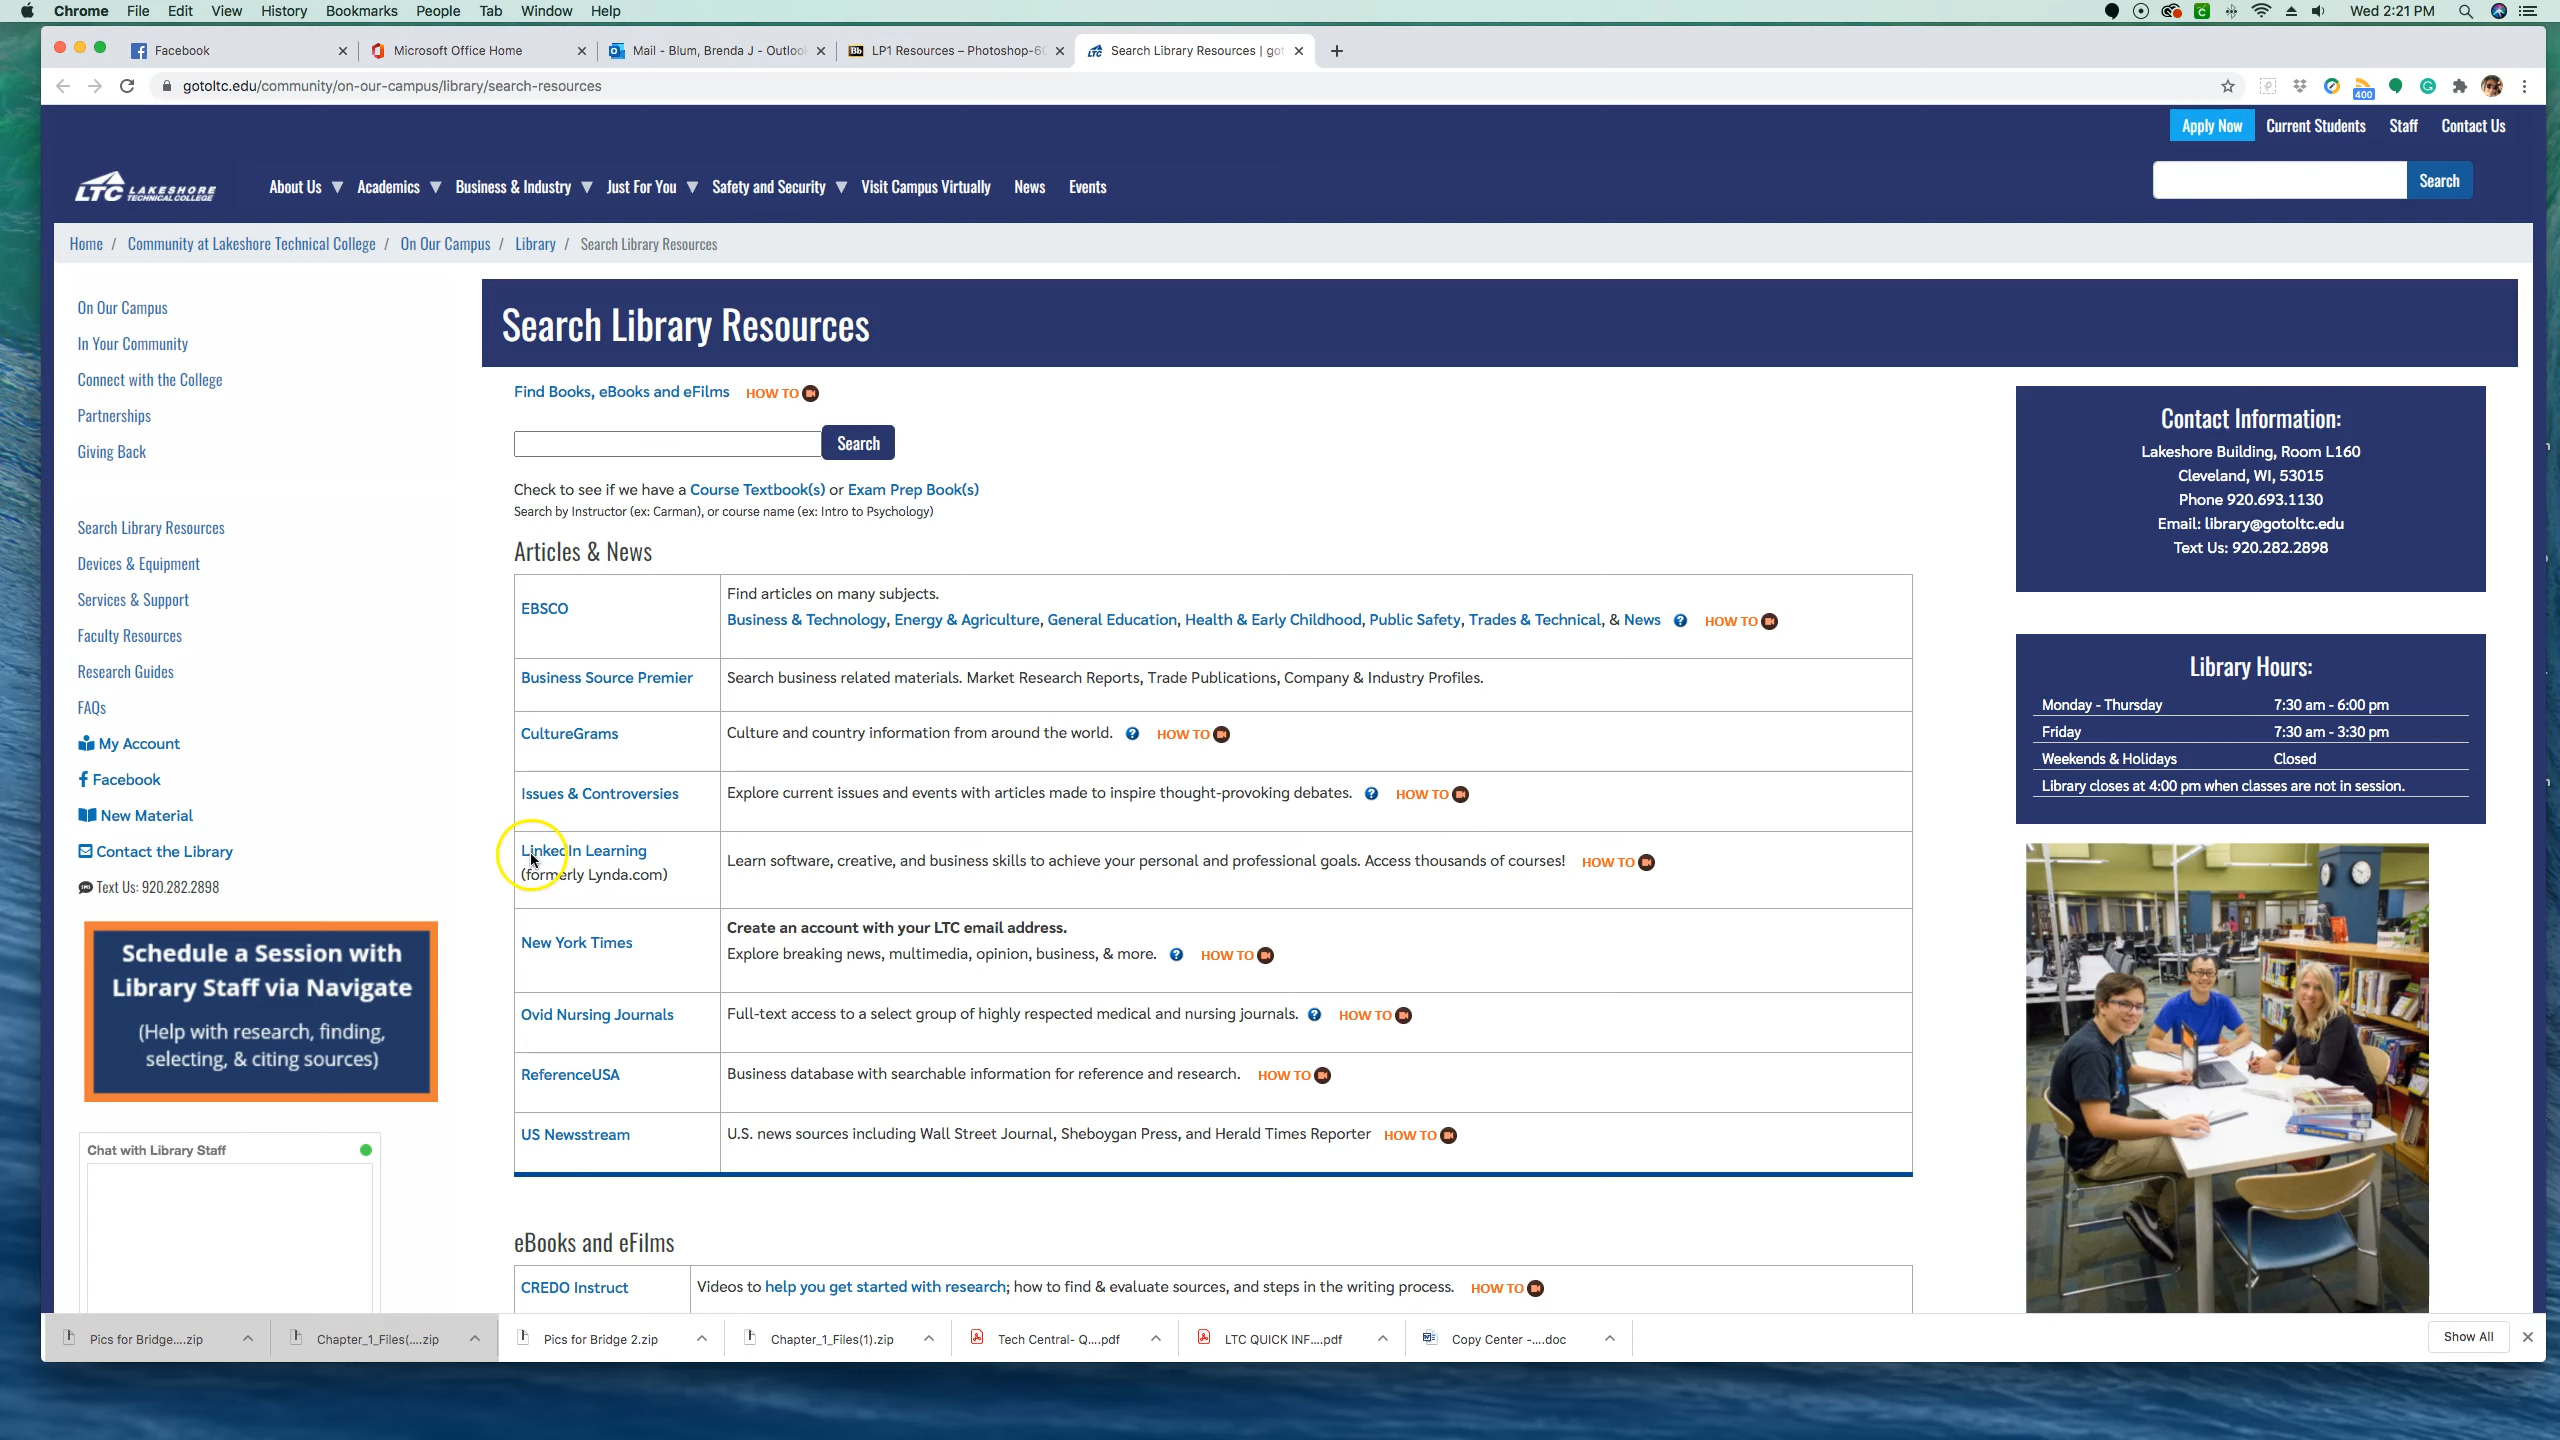 Chrome File Edit View History Bookmarks People Tab Window Help Wed 2:21 PM
Facebook Microsoft Office Home Mail - Blum, Brenda J - Outloo Bb LP1 Resources – Photoshop-60 LTC Search Library Resources | got
gotoltc.edu/community/on-our-campus/library/search-resources 400
Apply Now Current Students Staff Contact Us
LTC LAKESHORE TECHNICAL COLLEGE
About Us Academics Business & Industry Just For You Safety and Security Visit Campus Virtually News Events Search
Home / Community at Lakeshore Technical College / On Our Campus / Library / Search Library Resources
On Our Campus
In Your Community
Connect with the College
Partnerships
Giving Back
Search Library Resources
Devices & Equipment
Services & Support
Faculty Resources
Research Guides
FAQs
My Account
Facebook
New Material
Contact the Library
Text Us: 920.282.2898
Schedule a Session with
Library Staff via Navigate
(Help with research, finding,
selecting, & citing sources)
Chat with Library Staff
Search Library Resources
Find Books, eBooks and eFilms HOW TO
Search
Check to see if we have a Course Textbook(s) or Exam Prep Book(s)
Search by Instructor (ex: Carman), or course name (ex: Intro to Psychology)
Articles & News
EBSCO
Find articles on many subjects.
Business & Technology, Energy & Agriculture, General Education, Health & Early Childhood, Public Safety, Trades & Technical, & News ? HOW TO
Business Source Premier Search business related materials. Market Research Reports, Trade Publications, Company & Industry Profiles.
CultureGrams Culture and country information from around the world. ? HOW TO
Issues & Controversies Explore current issues and events with articles made to inspire thought-provoking debates. ? HOW TO
LinkedIn Learning
(formerly Lynda.com)
Learn software, creative, and business skills to achieve your personal and professional goals. Access thousands of courses! HOW TO
New York Times
Create an account with your LTC email address.
Explore breaking news, multimedia, opinion, business, & more. ? HOW TO
Ovid Nursing Journals Full-text access to a select group of highly respected medical and nursing journals. ? HOW TO
ReferenceUSA Business database with searchable information for reference and research. HOW TO
US Newsstream U.S. news sources including Wall Street Journal, Sheboygan Press, and Herald Times Reporter HOW TO
eBooks and eFilms
CREDO Instruct Videos to help you get started with research; how to find & evaluate sources, and steps in the writing process. HOW TO
Contact Information:
Lakeshore Building, Room L160
Cleveland, WI, 53015
Phone 920.693.1130
Email: library@gotoltc.edu
Text Us: 920.282.2898
Library Hours:
Monday - Thursday 7:30 am - 6:00 pm
Friday 7:30 am - 3:30 pm
Weekends & Holidays Closed
Library closes at 4:00 pm when classes are not in session.
Pics for Bridge....zip Chapter_1_Files(....zip Pics for Bridge 2.zip Chapter_1_Files(1).zip Tech Central- Q....pdf LTC QUICK INF....pdf Copy Center -....doc Show All